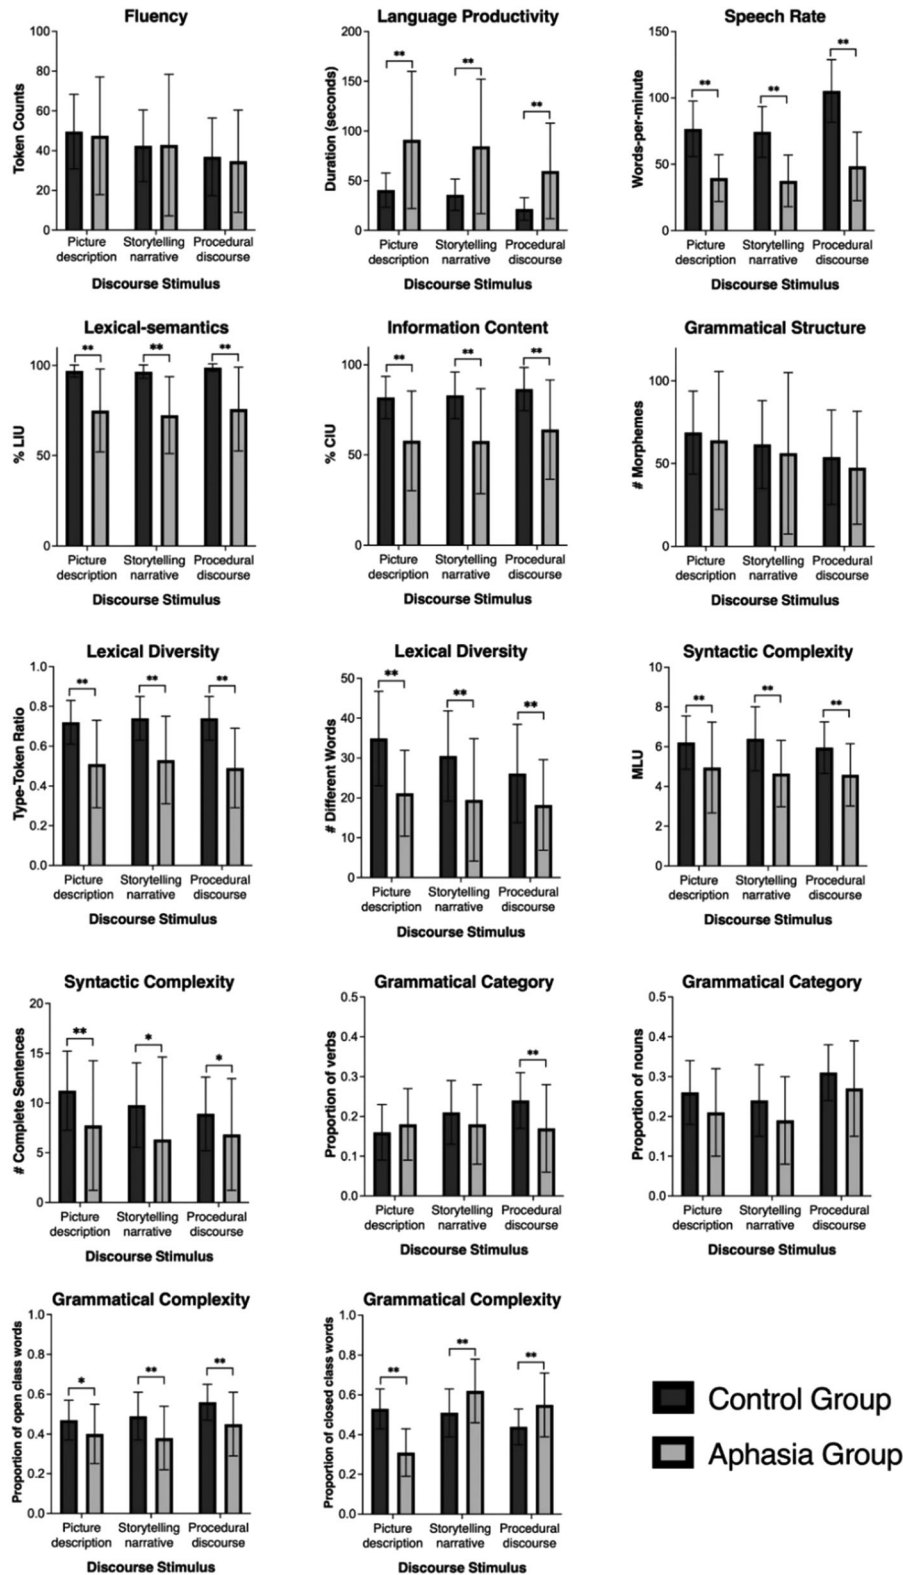 Fluency
Token Counts
100
80
60
40
20
0
Picture description
Storytelling narrative
Procedural discourse
Discourse Stimulus
Language Productivity
Duration (seconds)
200
150
100
50
0
**
**
**
Picture description
Storytelling narrative
Procedural discourse
Discourse Stimulus
Speech Rate
Words-per-minute
150
100
50
0
**
**
**
Picture description
Storytelling narrative
Procedural discourse
Discourse Stimulus
Lexical-semantics
% LIU
100
50
0
**
**
**
Picture description
Storytelling narrative
Procedural discourse
Discourse Stimulus
Information Content
% CIU
100
50
0
**
**
**
Picture description
Storytelling narrative
Procedural discourse
Discourse Stimulus
Grammatical Structure
# Morphemes
100
50
0
Picture description
Storytelling narrative
Procedural discourse
Discourse Stimulus
Lexical Diversity
Type-Token Ratio
1.0
0.8
0.6
0.4
0.2
0.0
**
**
**
Picture description
Storytelling narrative
Procedural discourse
Discourse Stimulus
Lexical Diversity
# Different Words
50
40
30
20
10
0
**
**
**
Picture description
Storytelling narrative
Procedural discourse
Discourse Stimulus
Syntactic Complexity
MLU
10
8
6
4
2
0
**
**
**
Picture description
Storytelling narrative
Procedural discourse
Discourse Stimulus
Syntactic Complexity
# Complete Sentences
20
15
10
5
0
**
*
*
Picture description
Storytelling narrative
Procedural discourse
Discourse Stimulus
Grammatical Category
Proportion of verbs
0.5
0.4
0.3
0.2
0.1
0.0
**
Picture description
Storytelling narrative
Procedural discourse
Discourse Stimulus
Grammatical Category
Proportion of nouns
0.5
0.4
0.3
0.2
0.1
0.0
Picture description
Storytelling narrative
Procedural discourse
Discourse Stimulus
Grammatical Complexity
Proportion of open class words
1.0
0.8
0.6
0.4
0.2
0.0
*
**
**
Picture description
Storytelling narrative
Procedural discourse
Discourse Stimulus
Grammatical Complexity
Proportion of closed class words
1.0
0.8
0.6
0.4
0.2
0.0
**
**
**
Picture description
Storytelling narrative
Procedural discourse
Discourse Stimulus
Control Group
Aphasia Group